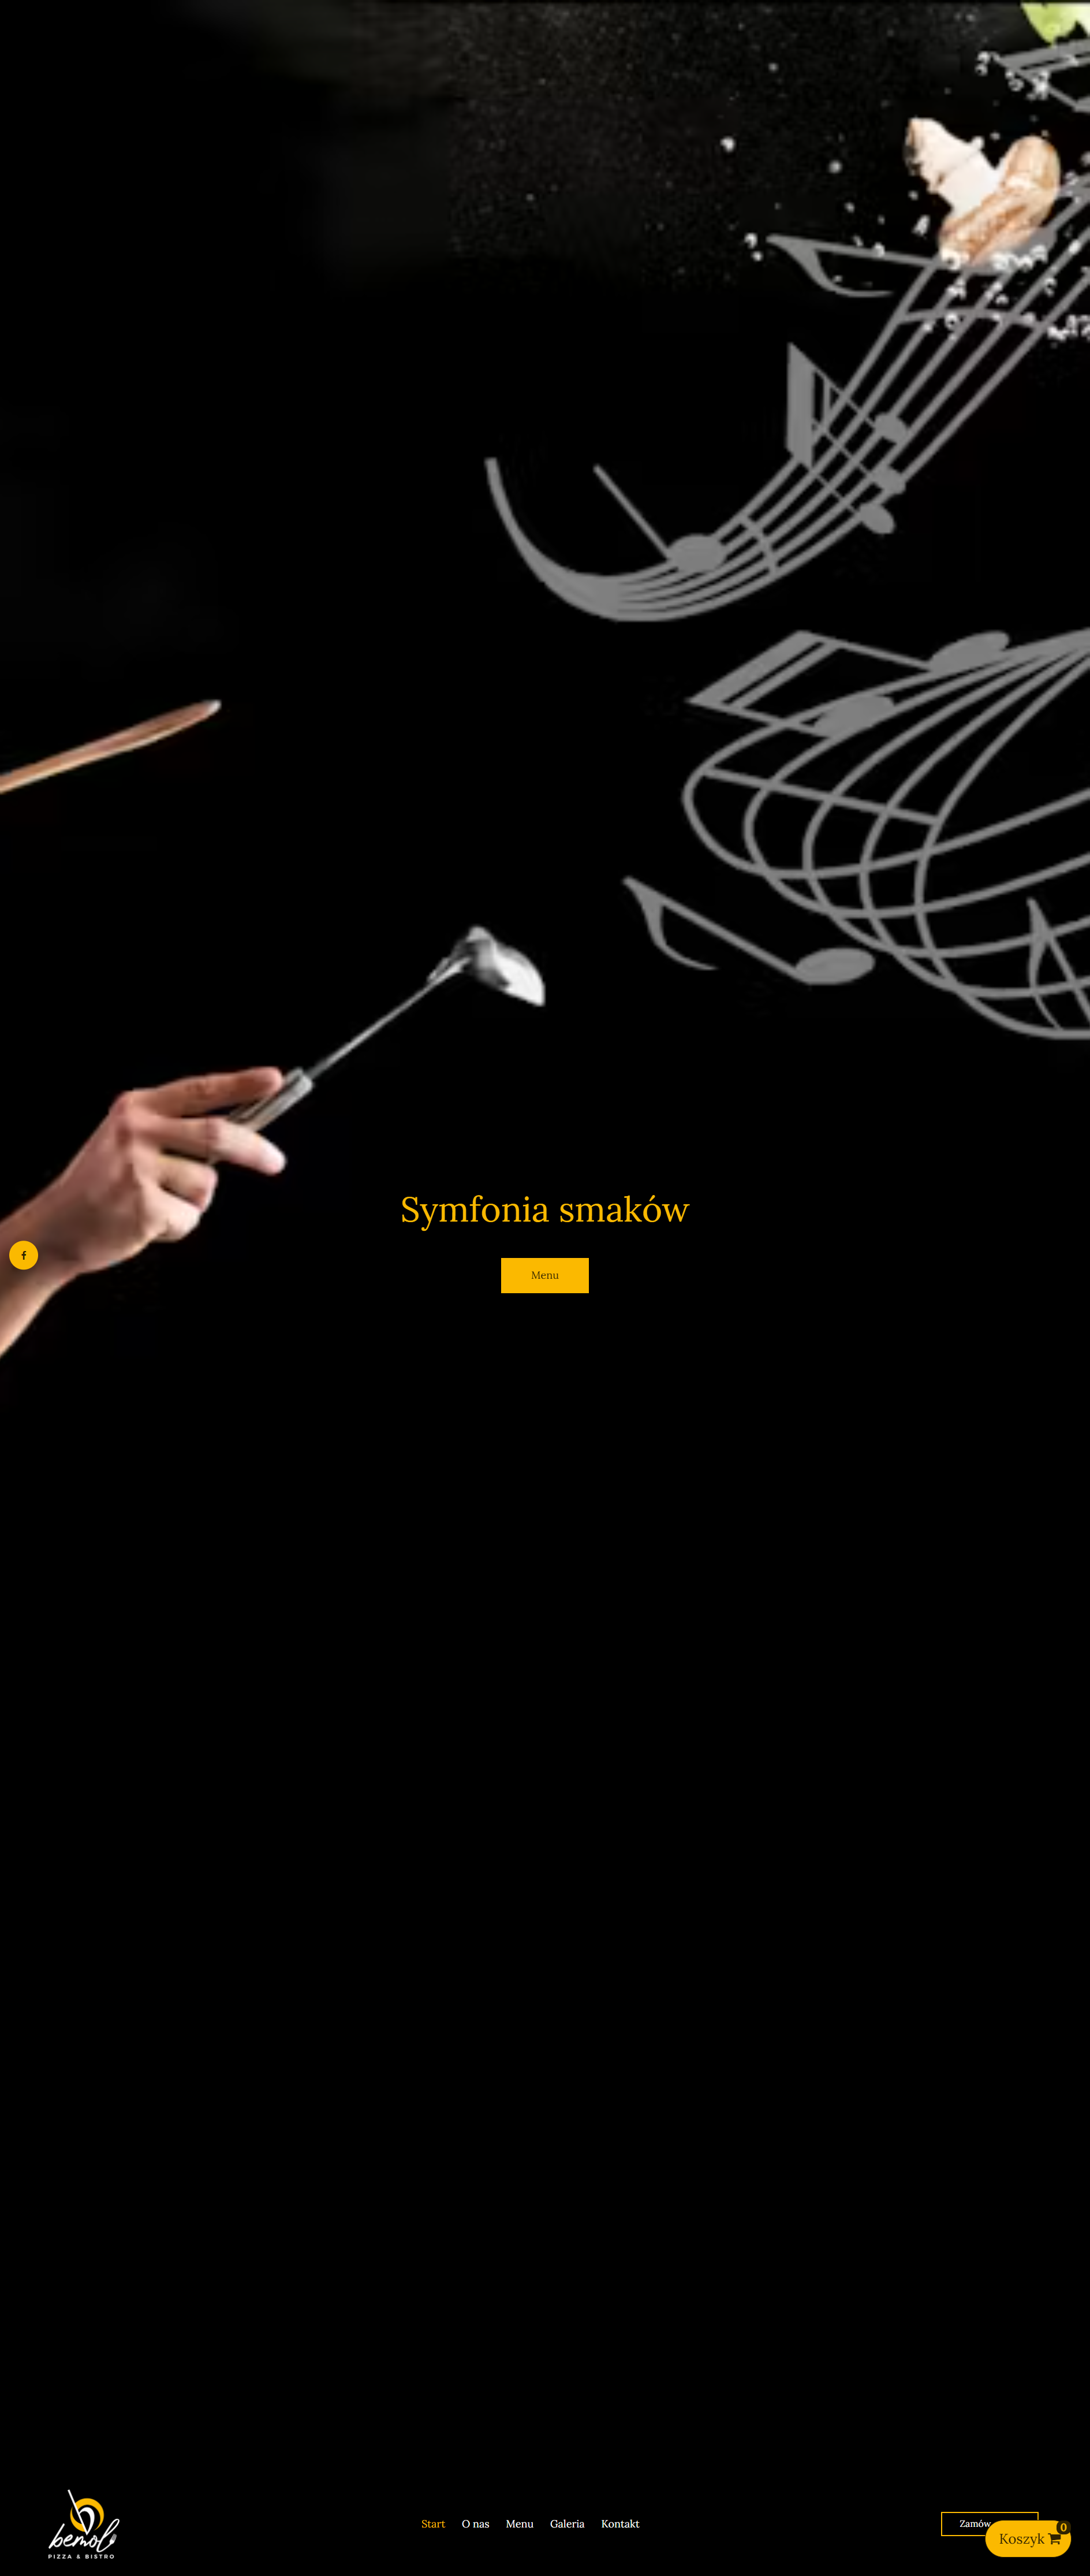 Symfonia smaków
Menu
bemol
PIZZA & BISTRO
Start O nas Menu Galeria Kontakt
Zamów
Koszyk 0